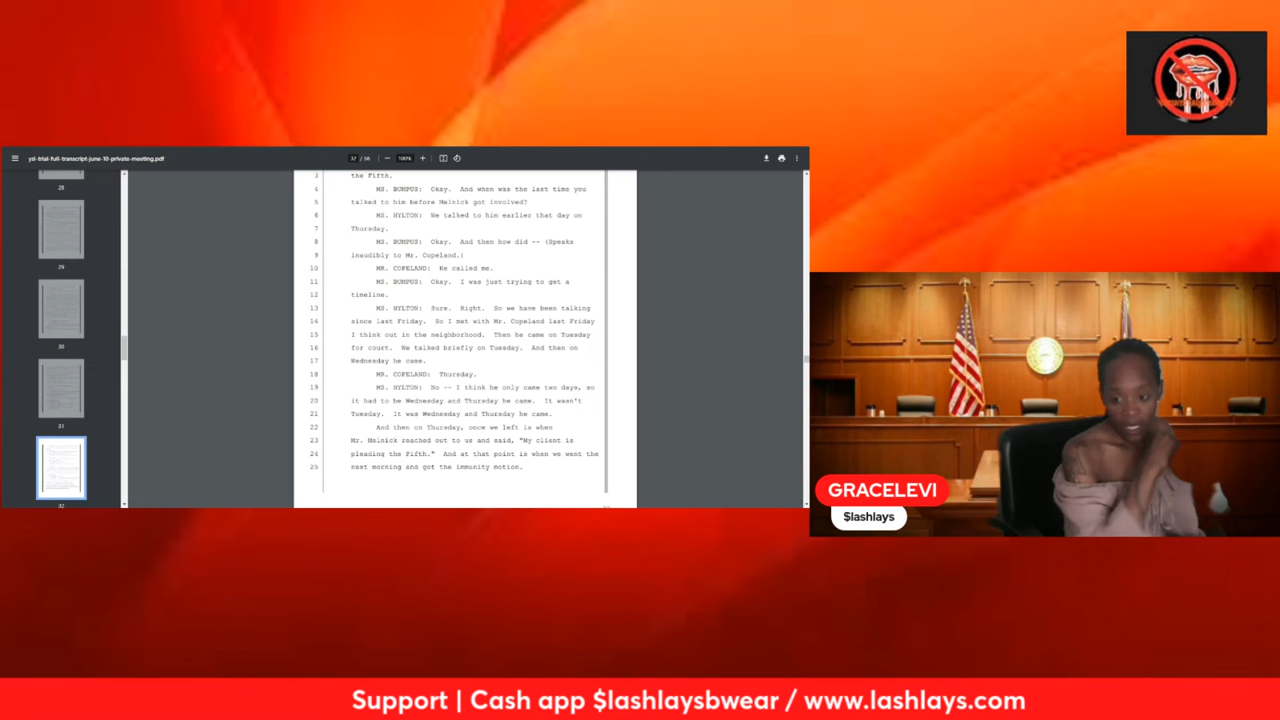 ysl-trial-full-transcript-june-10-private-meeting.pdf
32 / 56
100%
28
29
30
31
32
3 the Fifth.
4 MS. BUMPUS: Okay. And when was the last time you
5 talked to him before Melnick got involved?
6 MS. HYLTON: We talked to him earlier that day on
7 Thursday.
8 MS. BUMPUS: Okay. And then how did -- (Speaks
9 inaudibly to Mr. Copeland.)
10 MR. COPELAND: He called me.
11 MS. BUMPUS: Okay. I was just trying to get a
12 timeline.
13 MS. HYLTON: Sure. Right. So we have been talking
14 since last Friday. So I met with Mr. Copeland last Friday
15 I think out in the neighborhood. Then he came on Tuesday
16 for court. We talked briefly on Tuesday. And then on
17 Wednesday he came.
18 MR. COPELAND: Thursday.
19 MS. HYLTON: No -- I think he only came two days, so
20 it had to be Wednesday and Thursday he came. It wasn't
21 Tuesday. It was Wednesday and Thursday he came.
22 And then on Thursday, once we left is when
23 Mr. Melnick reached out to us and said, "My client is
24 pleading the Fifth." And at that point is when we went the
25 next morning and got the immunity motion.
GRACELEVI
$lashlays
Support | Cash app $lashlaysbwear / www.lashlays.com